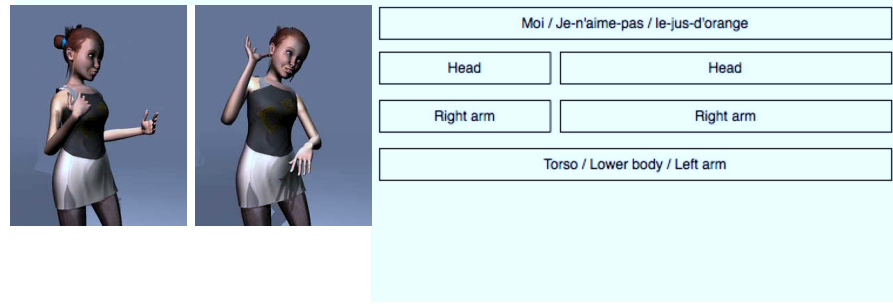 Moi / Je-n'aime-pas / le-jus-d'orange
Head Head
Right arm Right arm
Torso / Lower body / Left arm